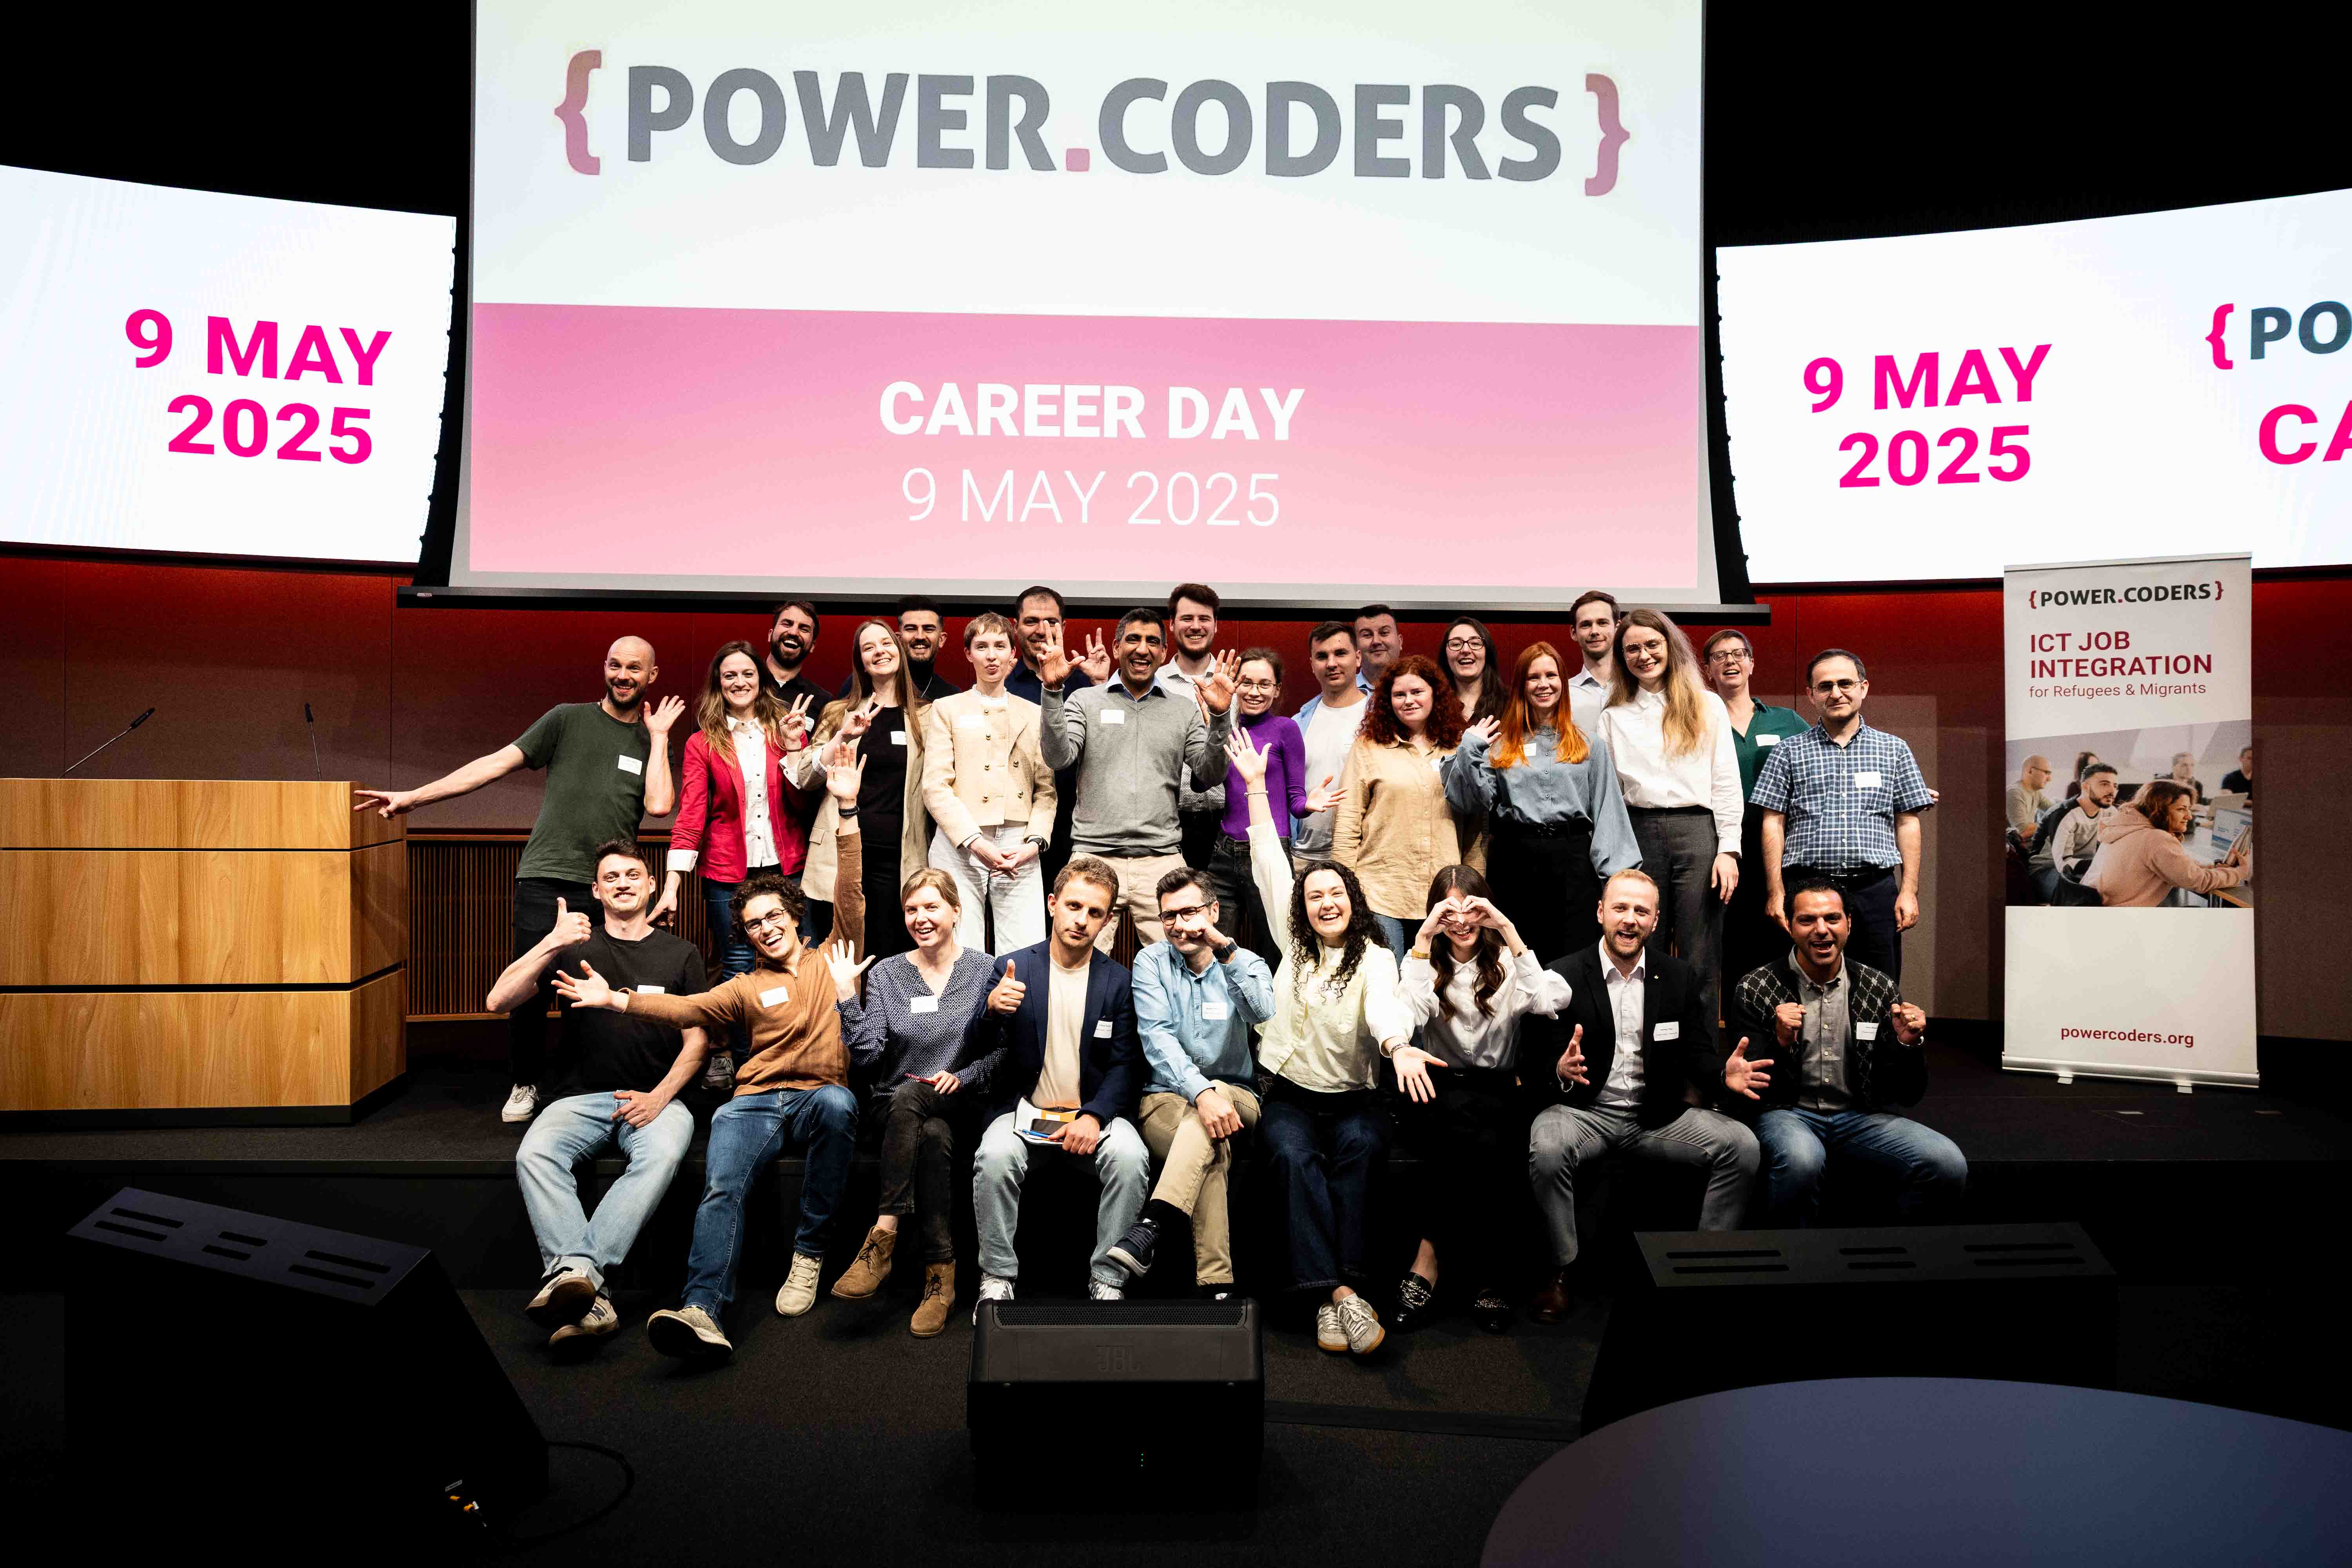 {POWER.CODERS}
CAREER DAY
9 MAY 2025
9 MAY
2025
9 MAY
2025
{PO
CA
{POWER.CODERS}
ICT JOB
INTEGRATION
for Refugees & Migrants
powercoders.org
JBL